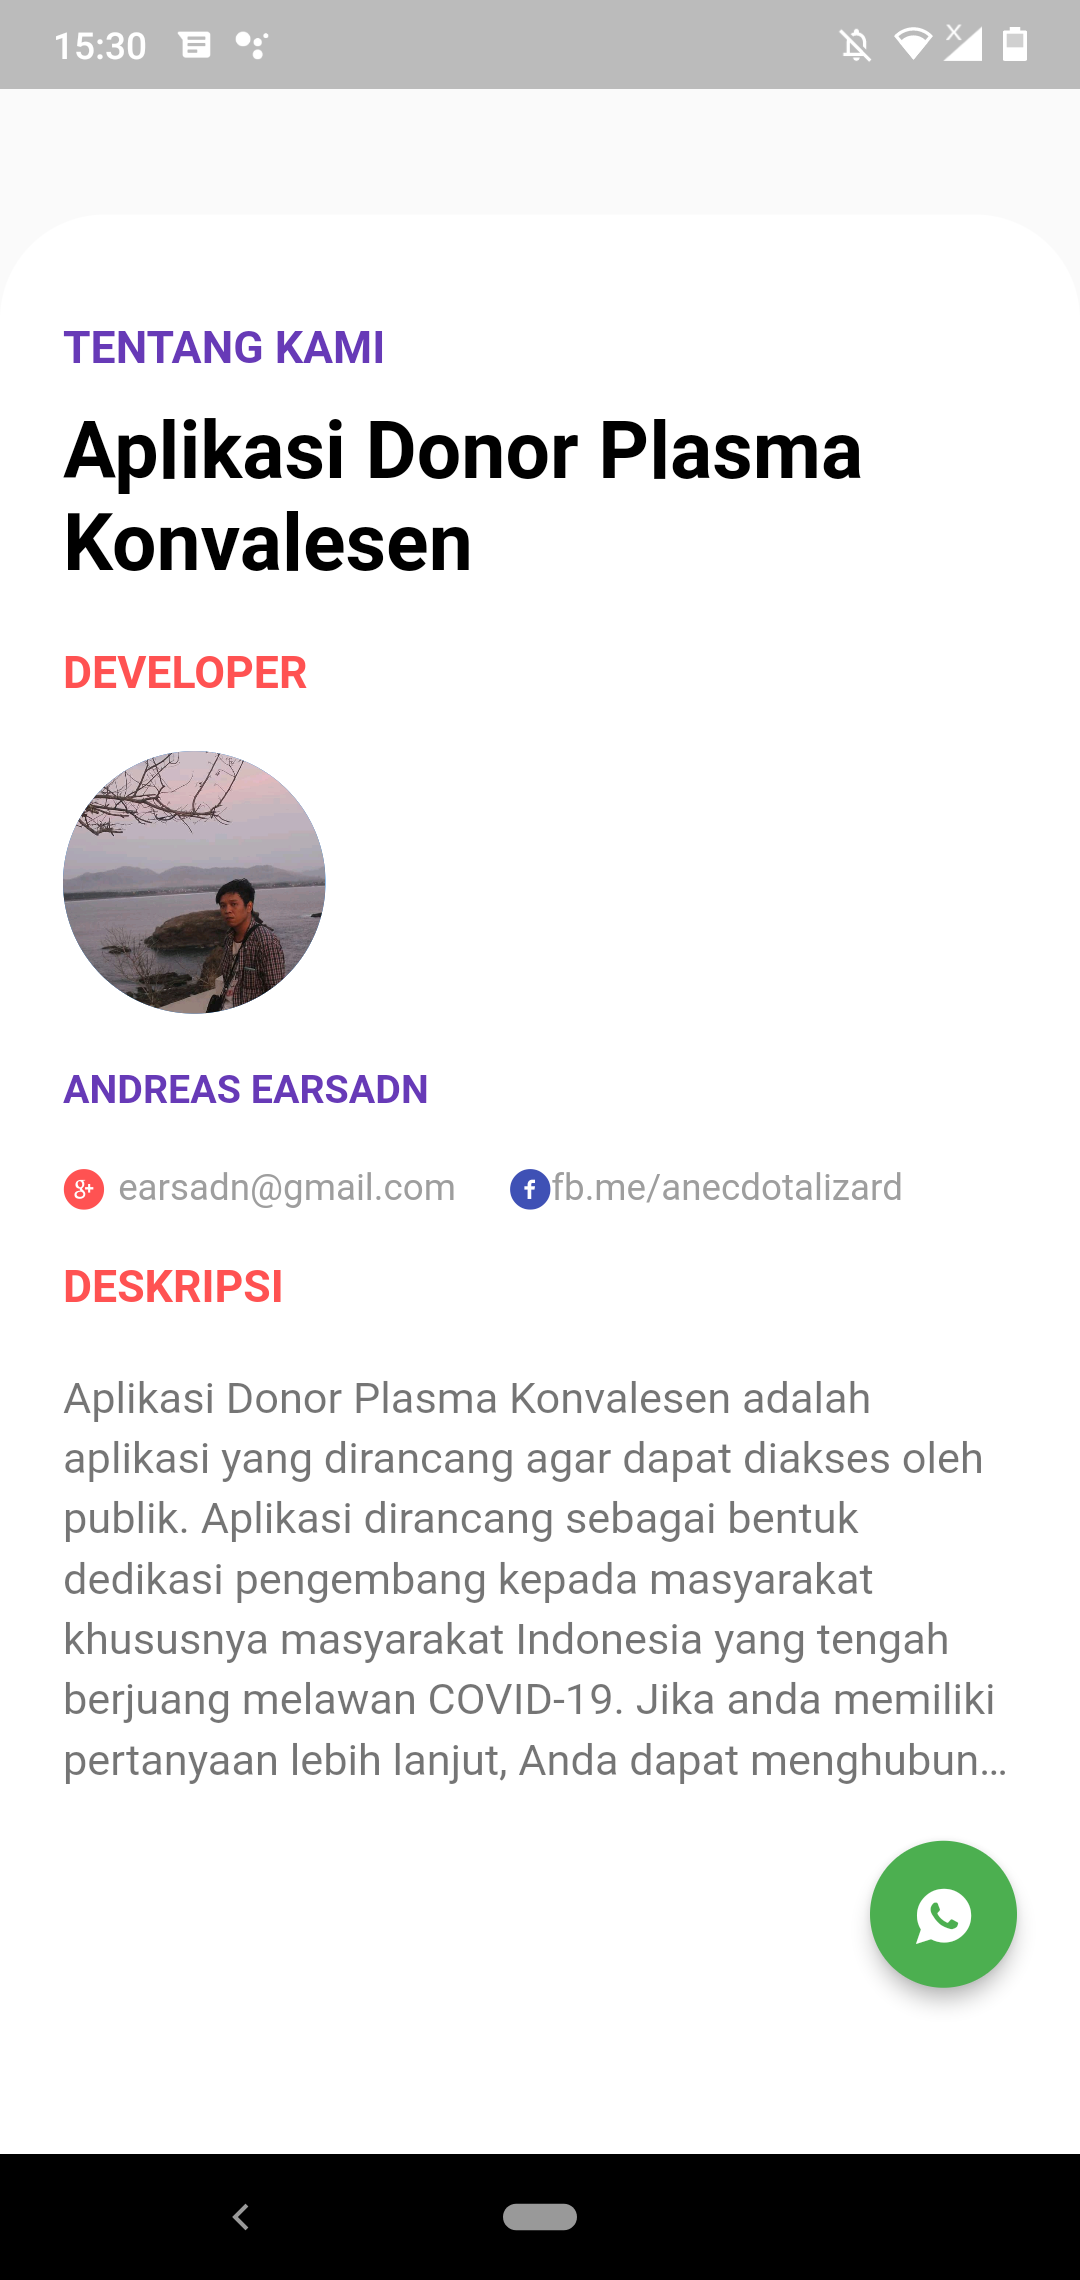 15:30
TENTANG KAMI
Aplikasi Donor Plasma
Konvalesen
DEVELOPER
ANDREAS EARSADN
earsadn@gmail.com fb.me/anecdotalizard
DESKRIPSI
Aplikasi Donor Plasma Konvalesen adalah
aplikasi yang dirancang agar dapat diakses oleh
publik. Aplikasi dirancang sebagai bentuk
dedikasi pengembang kepada masyarakat
khususnya masyarakat Indonesia yang tengah
berjuang melawan COVID-19. Jika anda memiliki
pertanyaan lebih lanjut, Anda dapat menghubun...